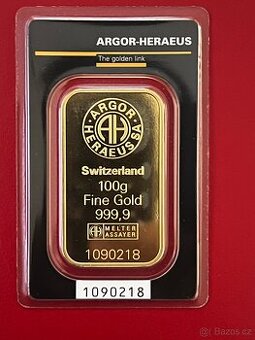 ARGOR-HERAEUS
The golden link
ARGOR
AH
HERAEUS SA
Switzerland
100g
Fine Gold
999,9
AH MELTER
ASSAYER
1090218
1090218
Bazos.cz